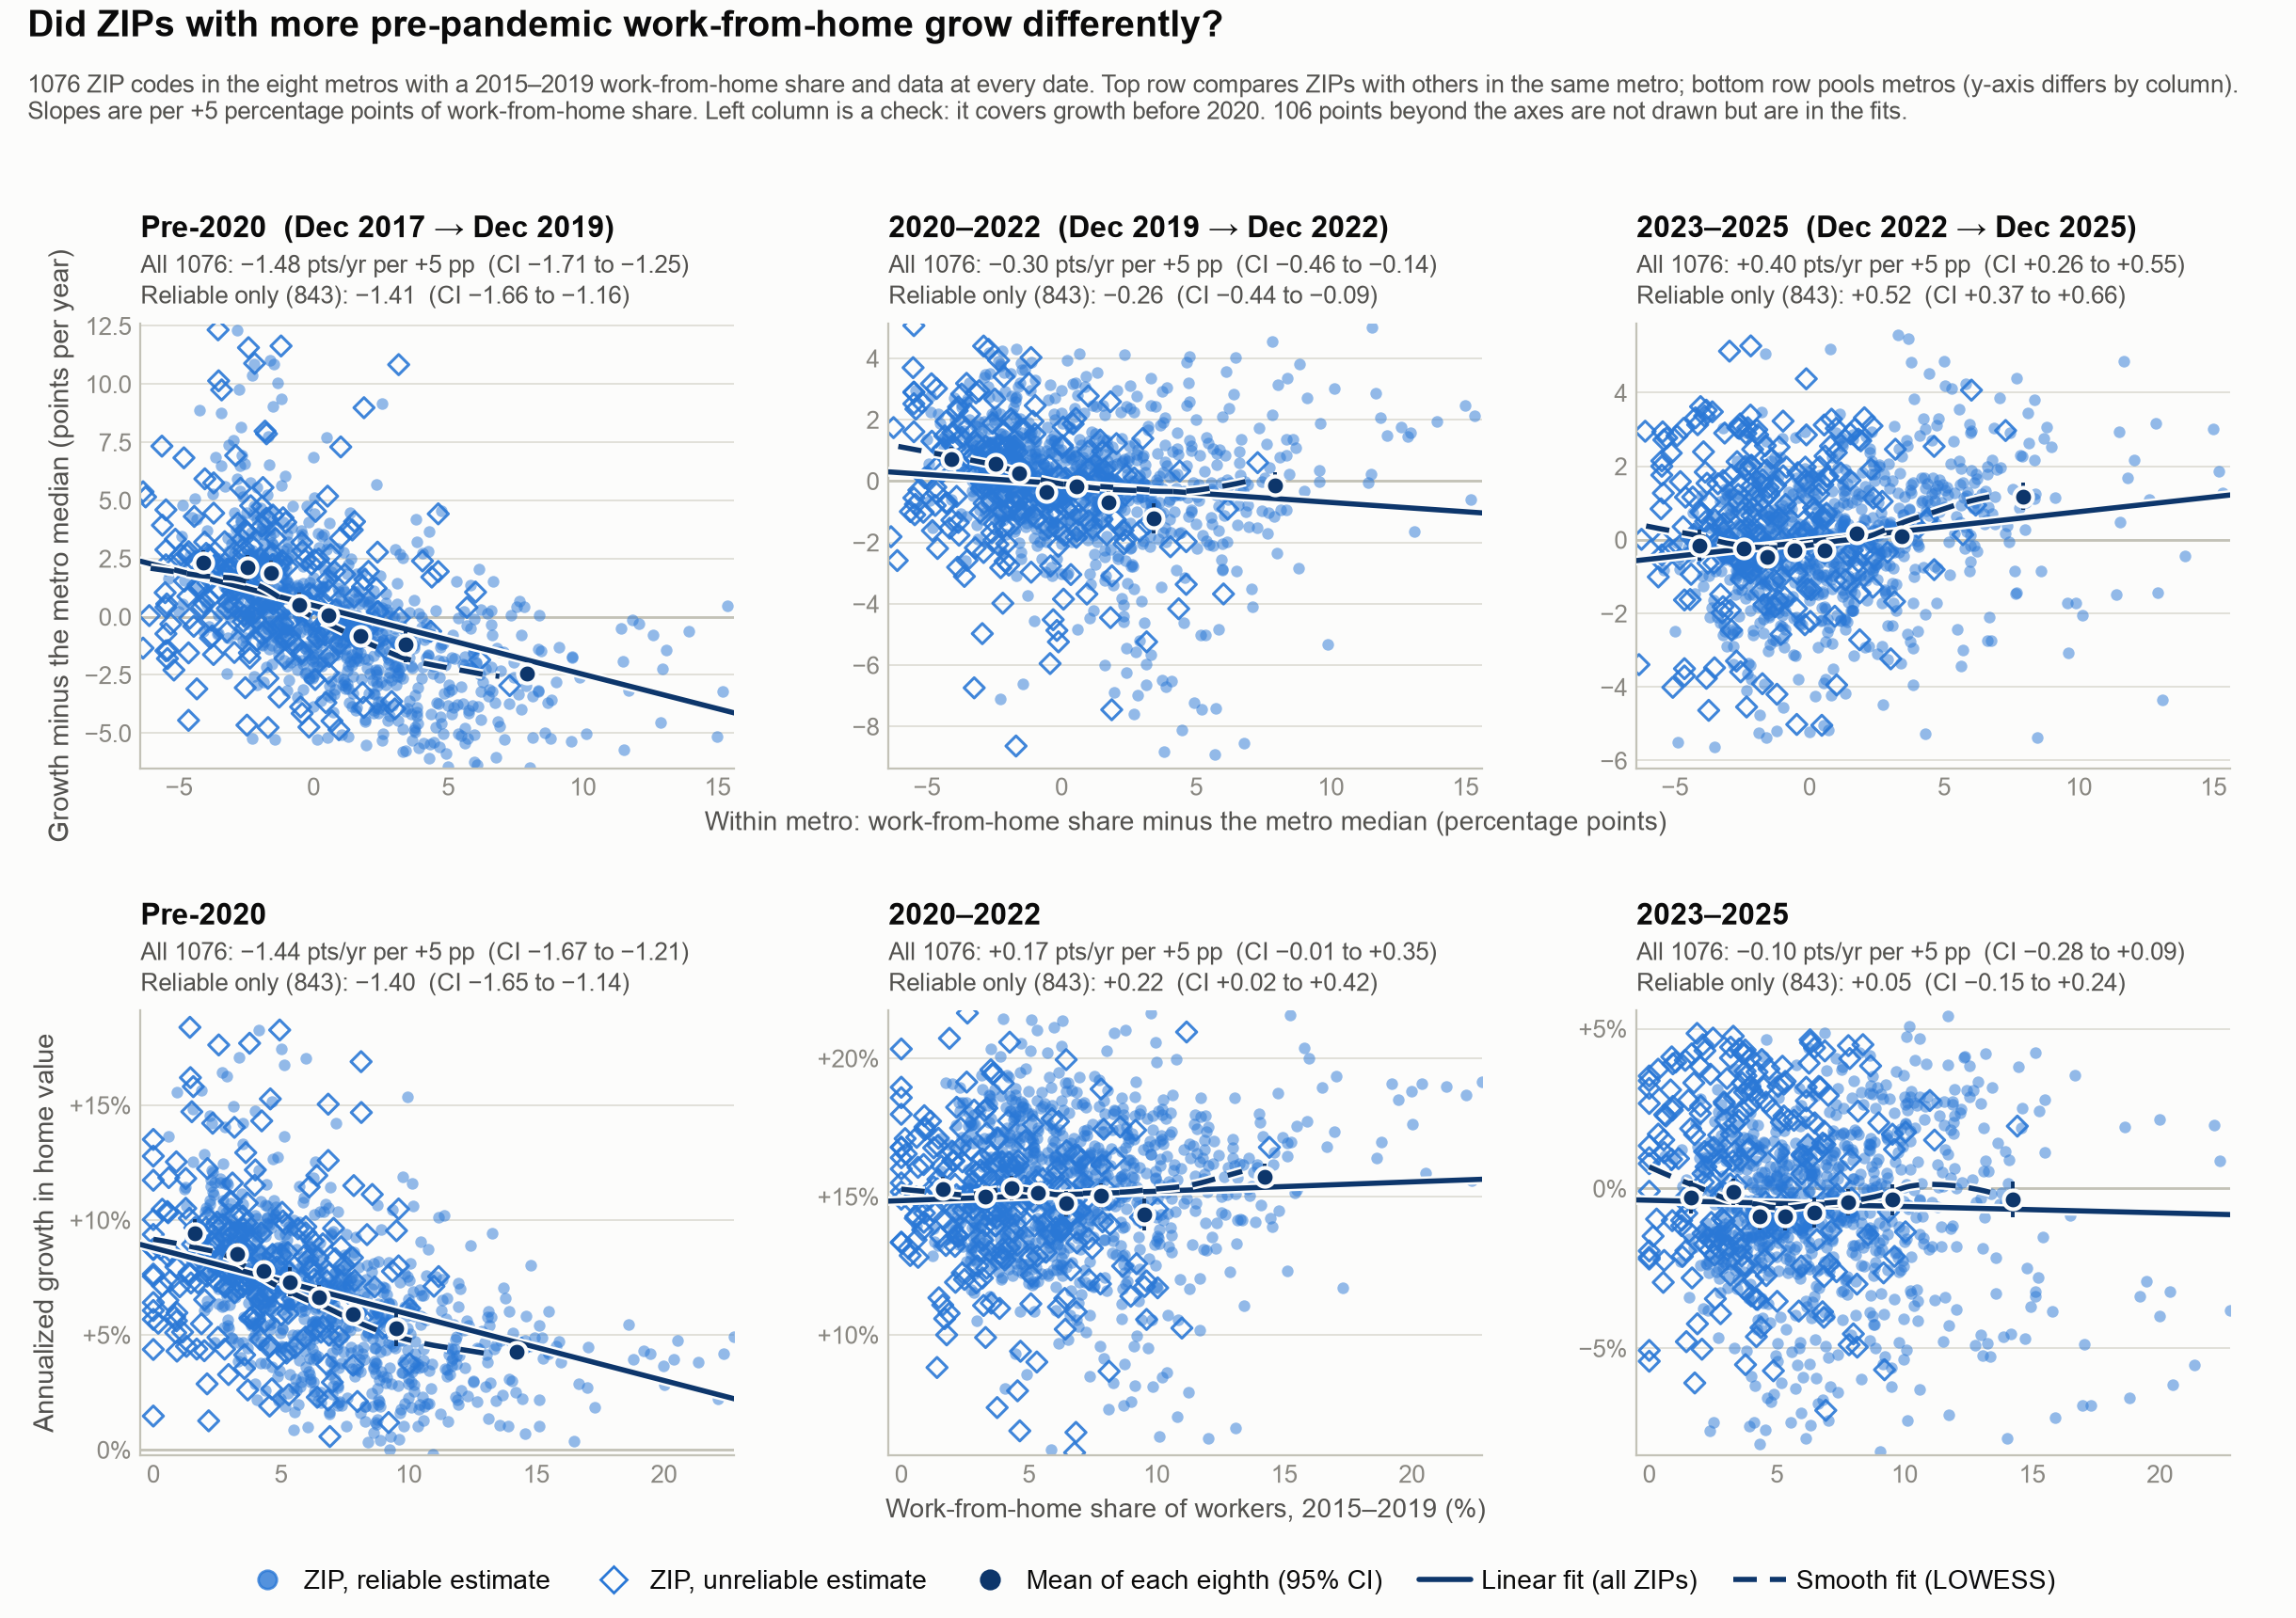 Did ZIPs with more pre-pandemic work-from-home grow differently?
1076 ZIP codes in the eight metros with a 2015–2019 work-from-home share and data at every date. Top row compares ZIPs with others in the same metro; bottom row pools metros (y-axis differs by column).
Slopes are per +5 percentage points of work-from-home share. Left column is a check: it covers growth before 2020. 106 points beyond the axes are not drawn but are in the fits.
Growth minus the metro median (points per year)
Pre-2020 (Dec 2017 → Dec 2019)
All 1076: −1.48 pts/yr per +5 pp (CI −1.71 to −1.25)
Reliable only (843): −1.41 (CI −1.66 to −1.16)
12.5
10.0
7.5
5.0
2.5
0.0
−2.5
−5.0
−5 0 5 10 15
2020–2022 (Dec 2019 → Dec 2022)
All 1076: −0.30 pts/yr per +5 pp (CI −0.46 to −0.14)
Reliable only (843): −0.26 (CI −0.44 to −0.09)
4
2
0
−2
−4
−6
−8
−5 0 5 10 15
2023–2025 (Dec 2022 → Dec 2025)
All 1076: +0.40 pts/yr per +5 pp (CI +0.26 to +0.55)
Reliable only (843): +0.52 (CI +0.37 to +0.66)
4
2
0
−2
−4
−6
−5 0 5 10 15
Within metro: work-from-home share minus the metro median (percentage points)
Annualized growth in home value
Pre-2020
All 1076: −1.44 pts/yr per +5 pp (CI −1.67 to −1.21)
Reliable only (843): −1.40 (CI −1.65 to −1.14)
+15%
+10%
+5%
0%
0 5 10 15 20
2020–2022
All 1076: +0.17 pts/yr per +5 pp (CI −0.01 to +0.35)
Reliable only (843): +0.22 (CI +0.02 to +0.42)
+20%
+15%
+10%
0 5 10 15 20
2023–2025
All 1076: −0.10 pts/yr per +5 pp (CI −0.28 to +0.09)
Reliable only (843): +0.05 (CI −0.15 to +0.24)
+5%
0%
−5%
0 5 10 15 20
Work-from-home share of workers, 2015–2019 (%)
ZIP, reliable estimate
ZIP, unreliable estimate
Mean of each eighth (95% CI)
Linear fit (all ZIPs)
Smooth fit (LOWESS)